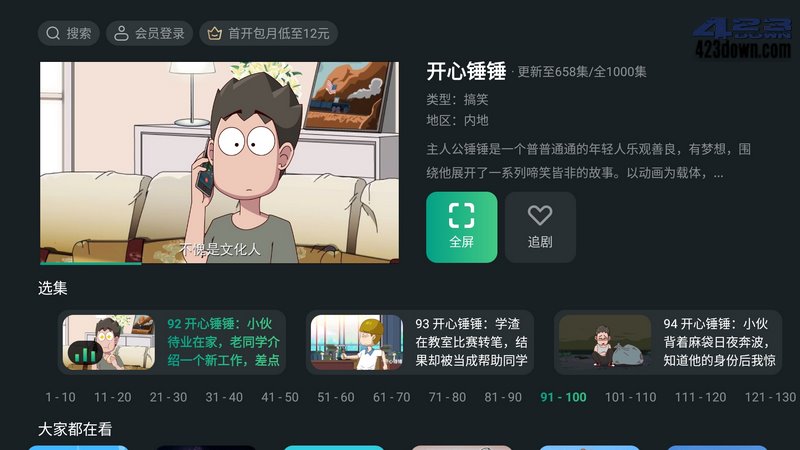 搜索
会员登录
首开包月低至12元
423
DOWN
423down.com
开心锤锤 · 更新至658集/全1000集
类型：搞笑
地区：内地
主人公锤锤是一个普普通通的年轻人乐观善良，有梦想，围
绕他展开了一系列啼笑皆非的故事。以动画为载体，...
不愧是文化人
全屏
追剧
选集
92 开心锤锤：小伙
待业在家，老同学介
绍一个新工作，差点
93 开心锤锤：学渣
在教室比赛转笔，结
果却被当成帮助同学
94 开心锤锤：小伙
背着麻袋日夜奔波，
知道他的身份后我惊
1 - 10 11 - 20 21 - 30 31 - 40 41 - 50 51 - 60 61 - 70 71 - 80 81 - 90 91 - 100 101 - 110 111 - 120 121 - 130
大家都在看